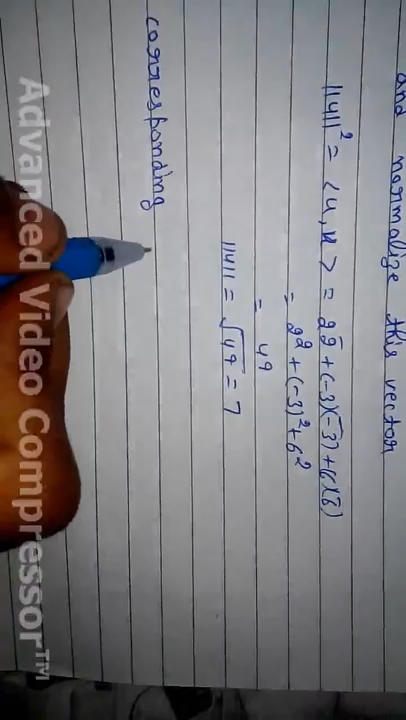 and normalize this vector
||u||² = <u,u> = 2 2̅ + (-3)(-3̅) + 6(6̅)
= 2² + (-3)² + 6²
= 49
||u|| = √49 = 7
corresponding
Advanced Video Compressor™